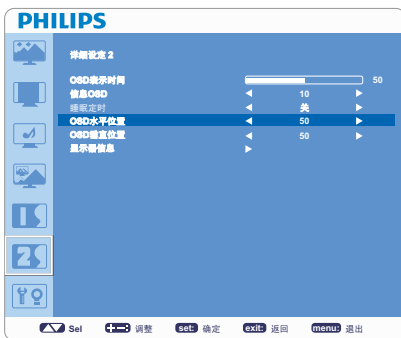 PHILIPS
详细设定 2
OSD表示时间 50
信息OSD 10
睡眠定时 关
OSD水平位置 50
OSD垂直位置 50
显示器信息
Sel 调整 set: 确定 exit: 返回 menu: 退出